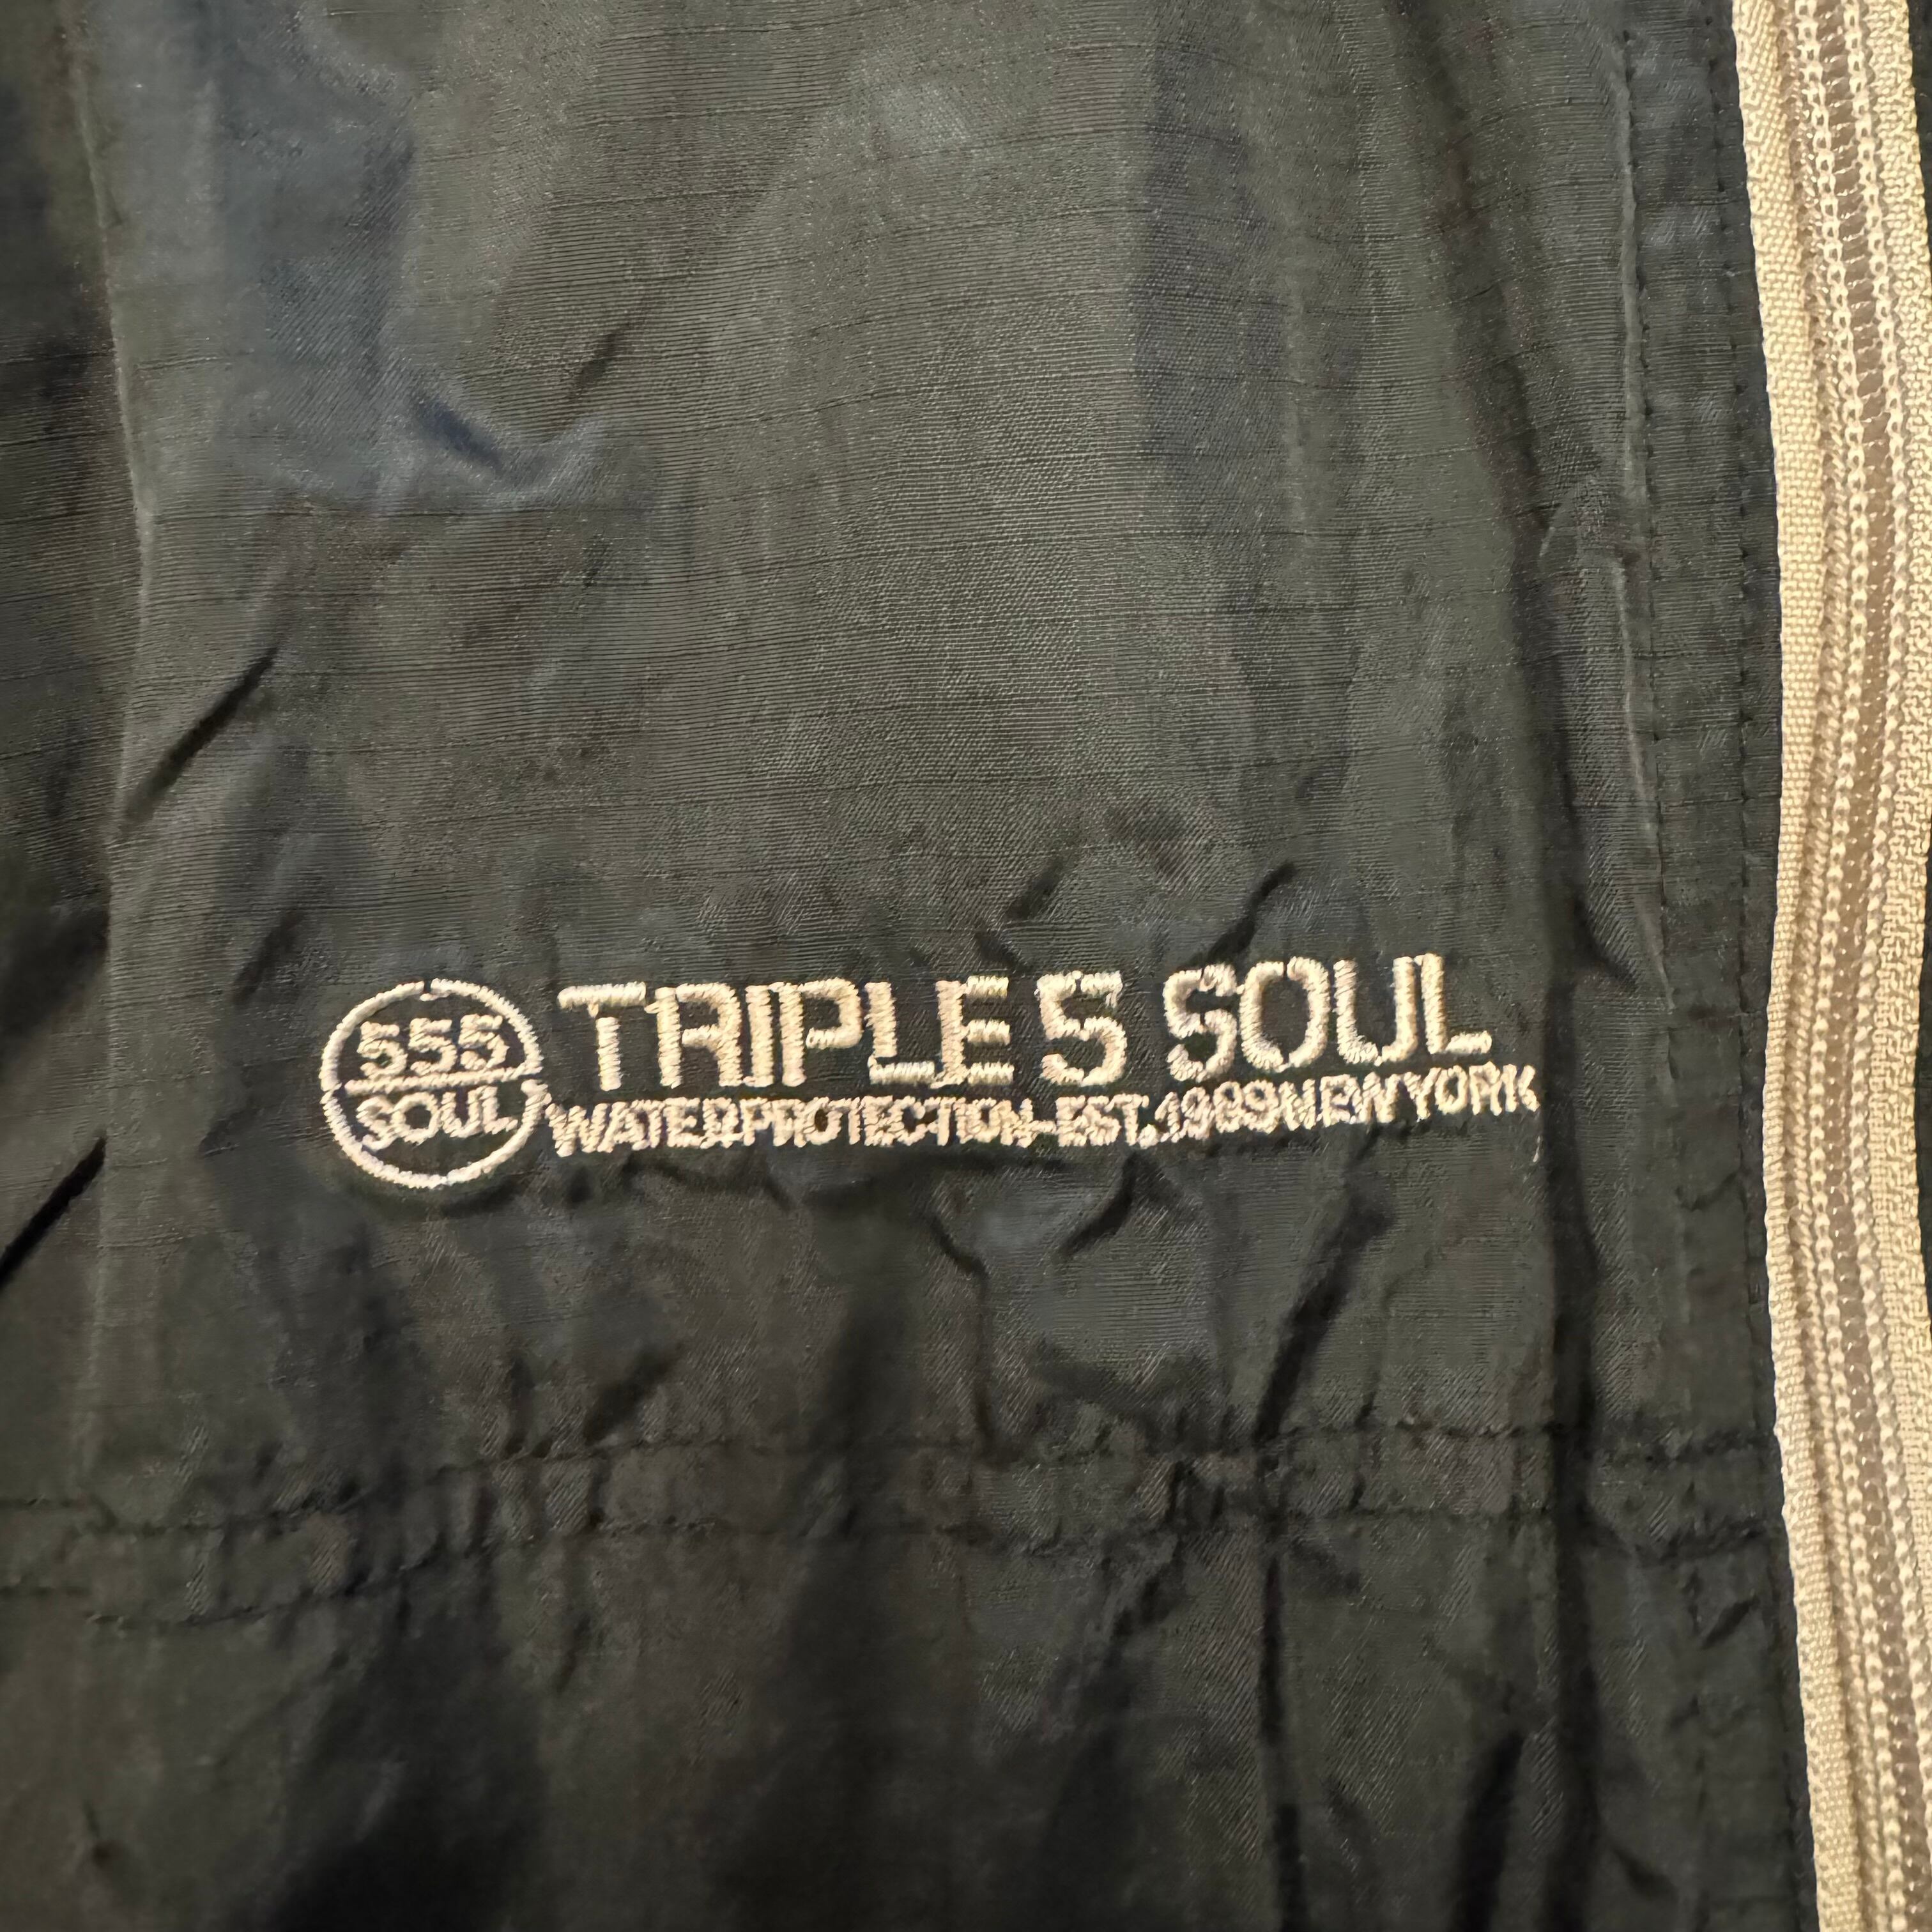 555
SOUL
TRIPLE 5 SOUL
WATERPROTECTION-EST.1989NEWYORK